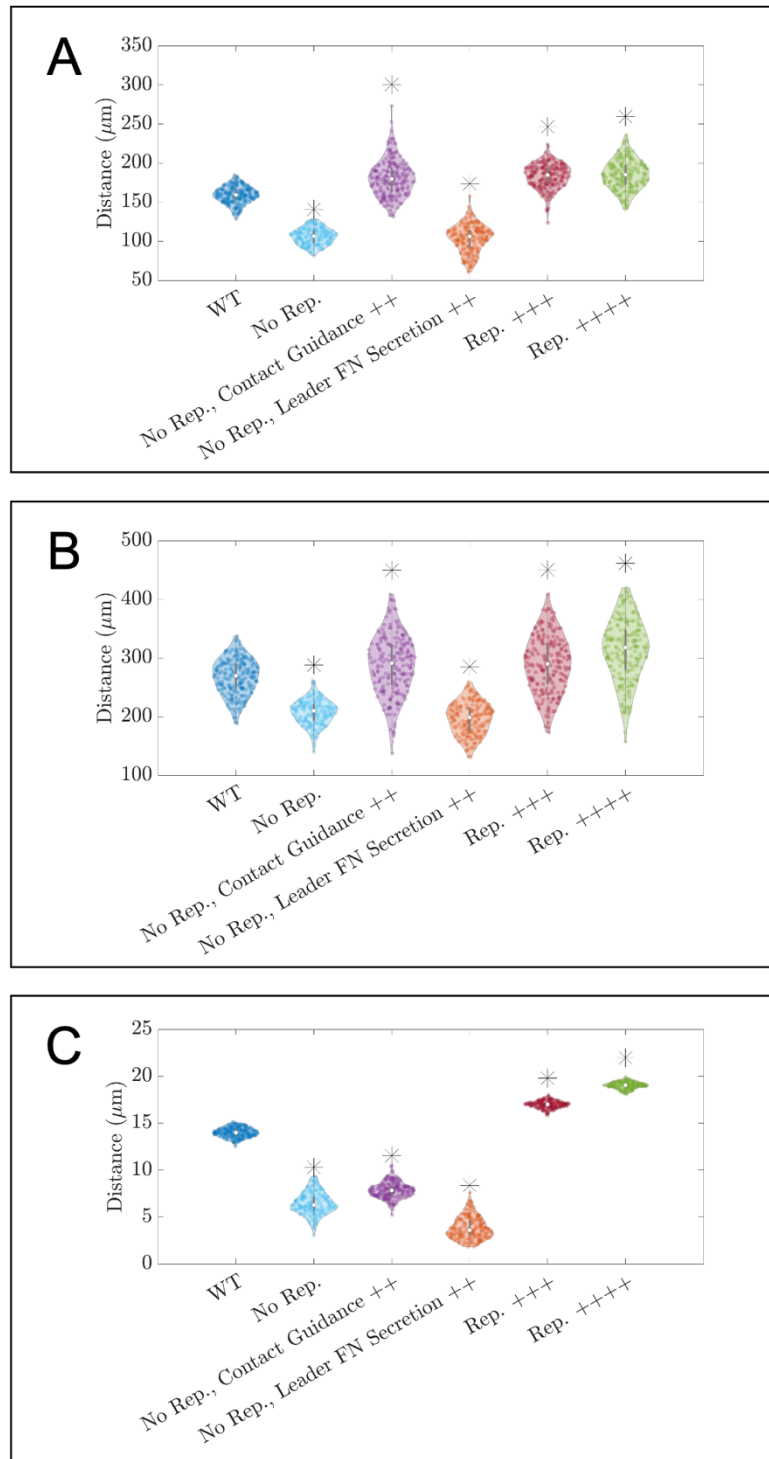 A
350
300
250
200
150
100
50
Distance (μm)
WT
No Rep.
No Rep., Contact Guidance ++
No Rep., Leader FN Secretion ++
Rep. +++
Rep. ++++
B
500
400
300
200
100
Distance (μm)
WT
No Rep.
No Rep., Contact Guidance ++
No Rep., Leader FN Secretion ++
Rep. +++
Rep. ++++
C
25
20
15
10
5
0
Distance (μm)
WT
No Rep.
No Rep., Contact Guidance ++
No Rep., Leader FN Secretion ++
Rep. +++
Rep. ++++